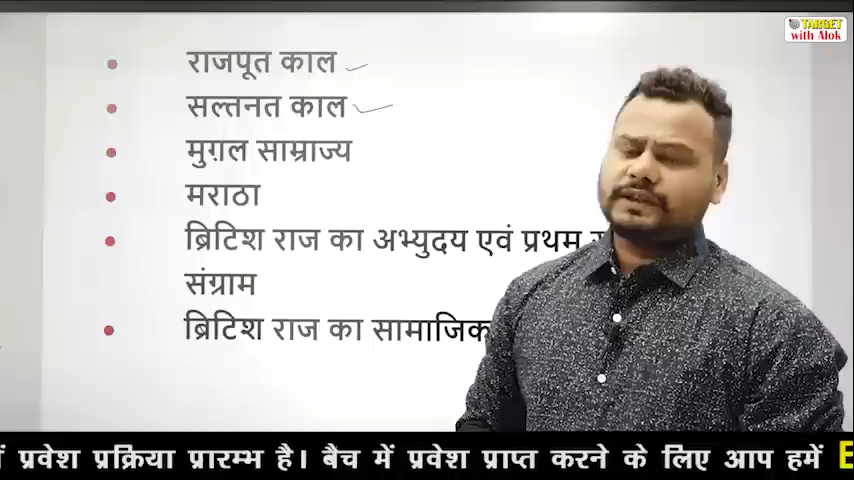 TARGET
with Alok
राजपूत काल
सल्तनत काल
मुग़ल साम्राज्य
मराठा
ब्रिटिश राज का अभ्युदय एवं प्रथम
संग्राम
ब्रिटिश राज का सामाजिक
प्रवेश प्रक्रिया प्रारम्भ है। बैच में प्रवेश प्राप्त करने के लिए आप हमें E